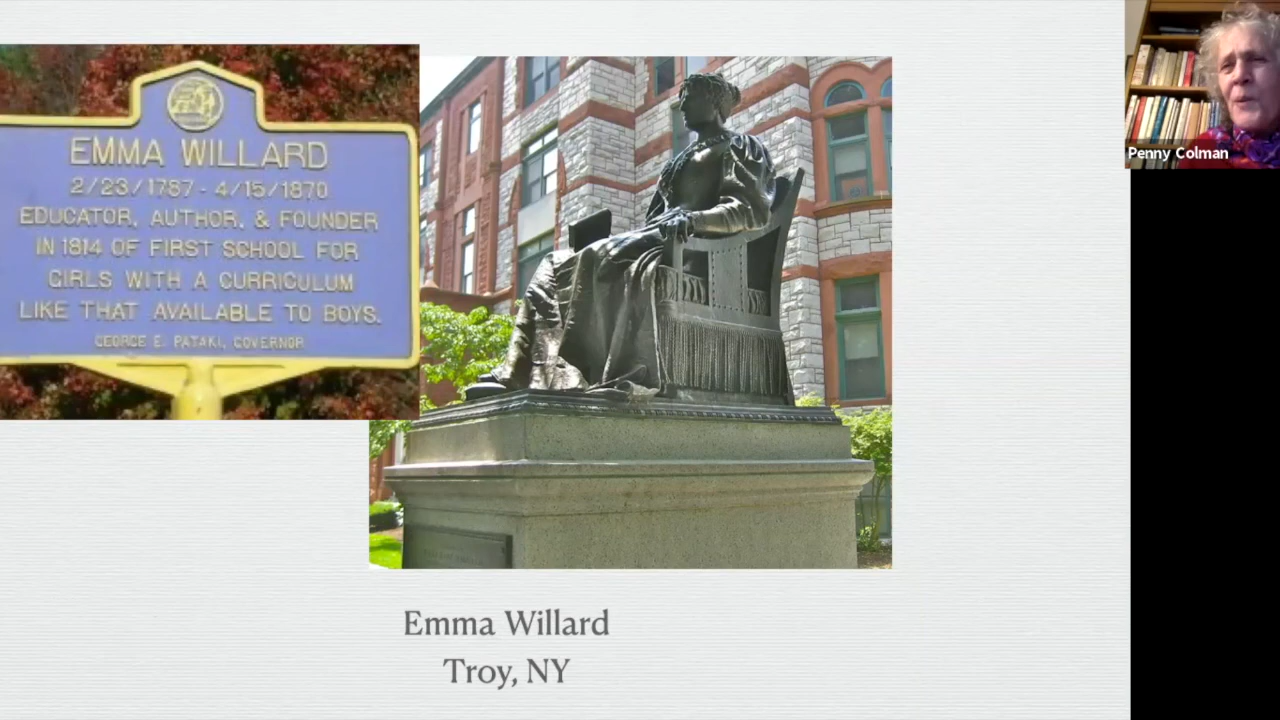 EMMA WILLARD
2/23/1787 - 4/15/1870
EDUCATOR, AUTHOR, & FOUNDER
IN 1814 OF FIRST SCHOOL FOR
GIRLS WITH A CURRICULUM
LIKE THAT AVAILABLE TO BOYS.
GEORGE E. PATAKI, GOVERNOR
Penny Colman
Emma Willard
Troy, NY